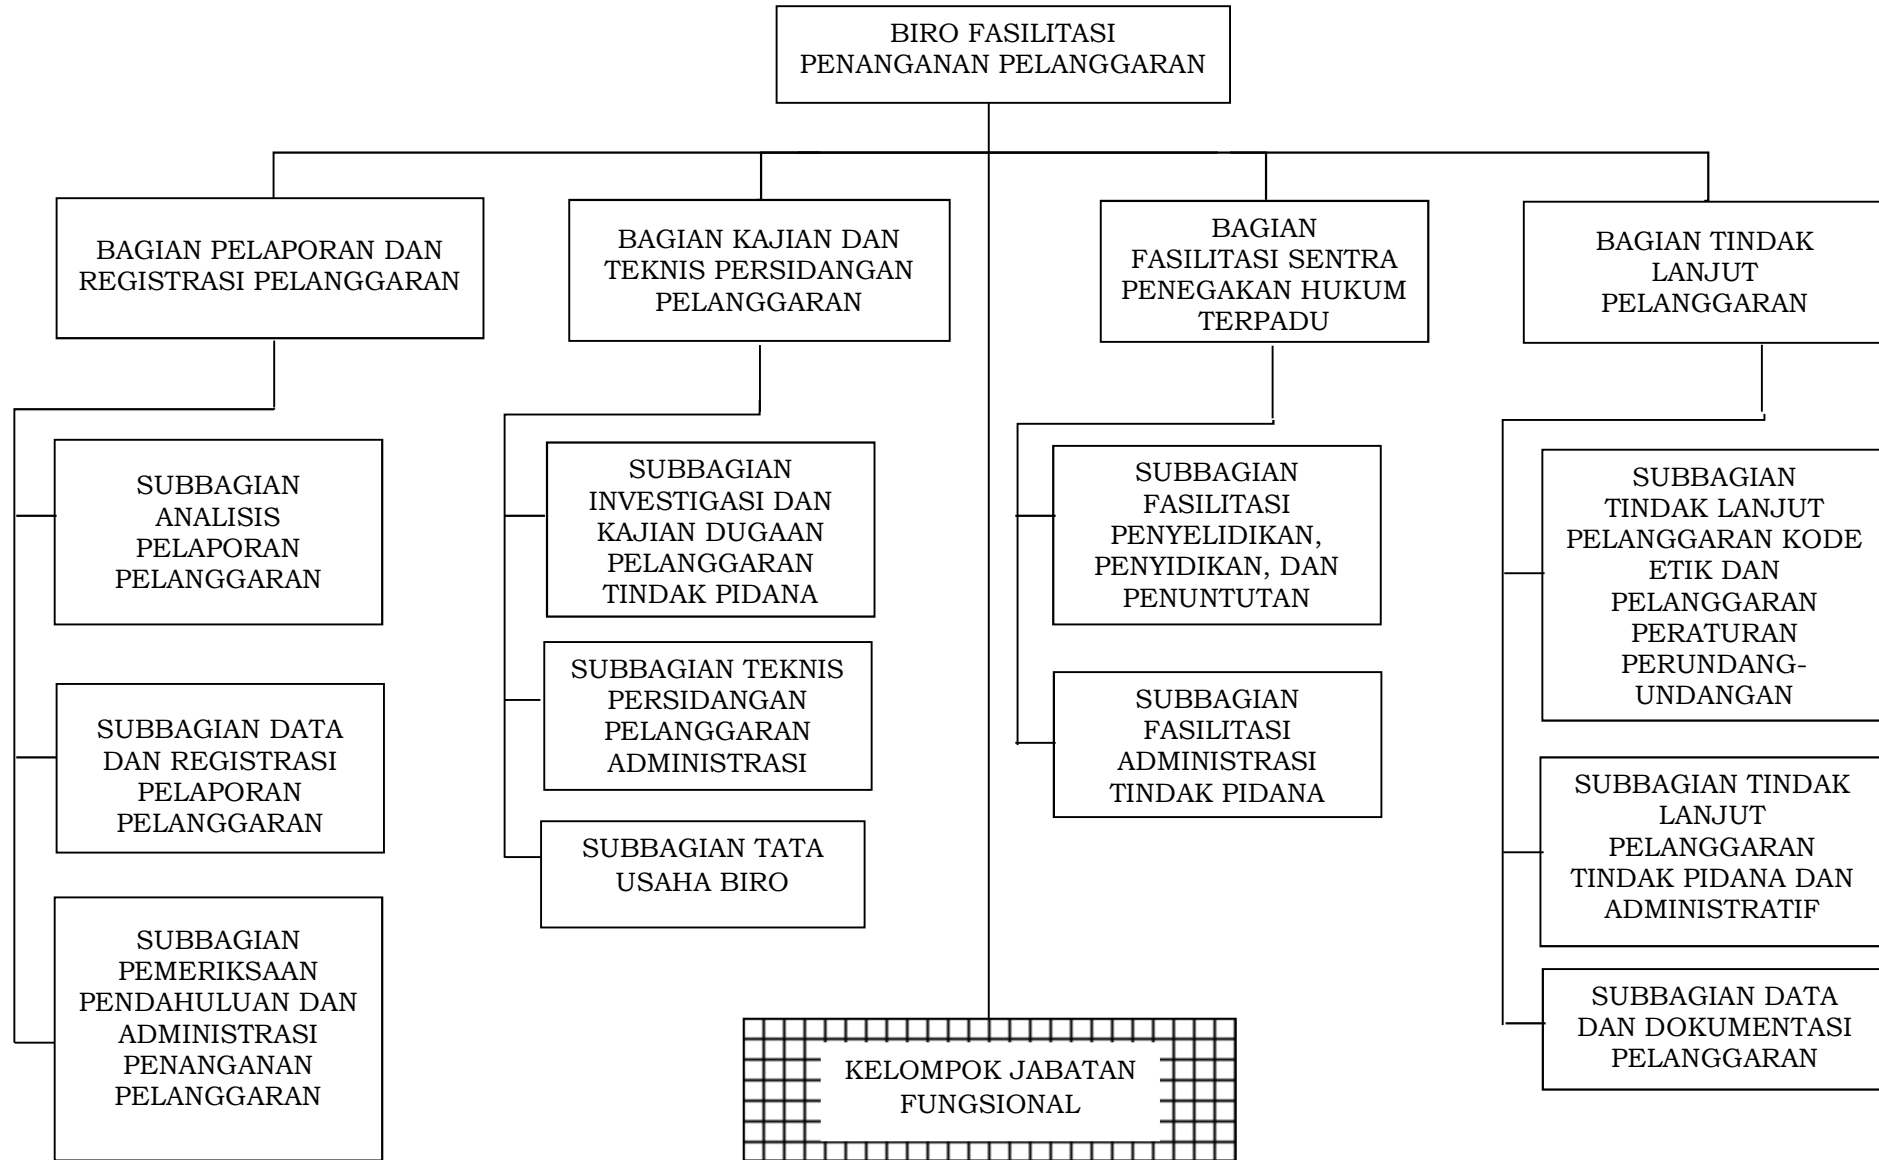 BIRO FASILITASI
PENANGANAN PELANGGARAN
BAGIAN PELAPORAN DAN
REGISTRASI PELANGGARAN
BAGIAN KAJIAN DAN
TEKNIS PERSIDANGAN
PELANGGARAN
BAGIAN
FASILITASI SENTRA
PENEGAKAN HUKUM
TERPADU
BAGIAN TINDAK
LANJUT
PELANGGARAN
SUBBAGIAN
ANALISIS
PELAPORAN
PELANGGARAN
SUBBAGIAN DATA
DAN REGISTRASI
PELAPORAN
PELANGGARAN
SUBBAGIAN
PEMERIKSAAN
PENDAHULUAN DAN
ADMINISTRASI
PENANGANAN
PELANGGARAN
SUBBAGIAN
INVESTIGASI DAN
KAJIAN DUGAAN
PELANGGARAN
TINDAK PIDANA
SUBBAGIAN TEKNIS
PERSIDANGAN
PELANGGARAN
ADMINISTRASI
SUBBAGIAN TATA
USAHA BIRO
SUBBAGIAN
FASILITASI
PENYELIDIKAN,
PENYIDIKAN, DAN
PENUNTUTAN
SUBBAGIAN
FASILITASI
ADMINISTRASI
TINDAK PIDANA
SUBBAGIAN
TINDAK LANJUT
PELANGGARAN KODE
ETIK DAN
PELANGGARAN
PERATURAN
PERUNDANG-
UNDANGAN
SUBBAGIAN TINDAK
LANJUT
PELANGGARAN
TINDAK PIDANA DAN
ADMINISTRATIF
SUBBAGIAN DATA
DAN DOKUMENTASI
PELANGGARAN
KELOMPOK JABATAN
FUNGSIONAL